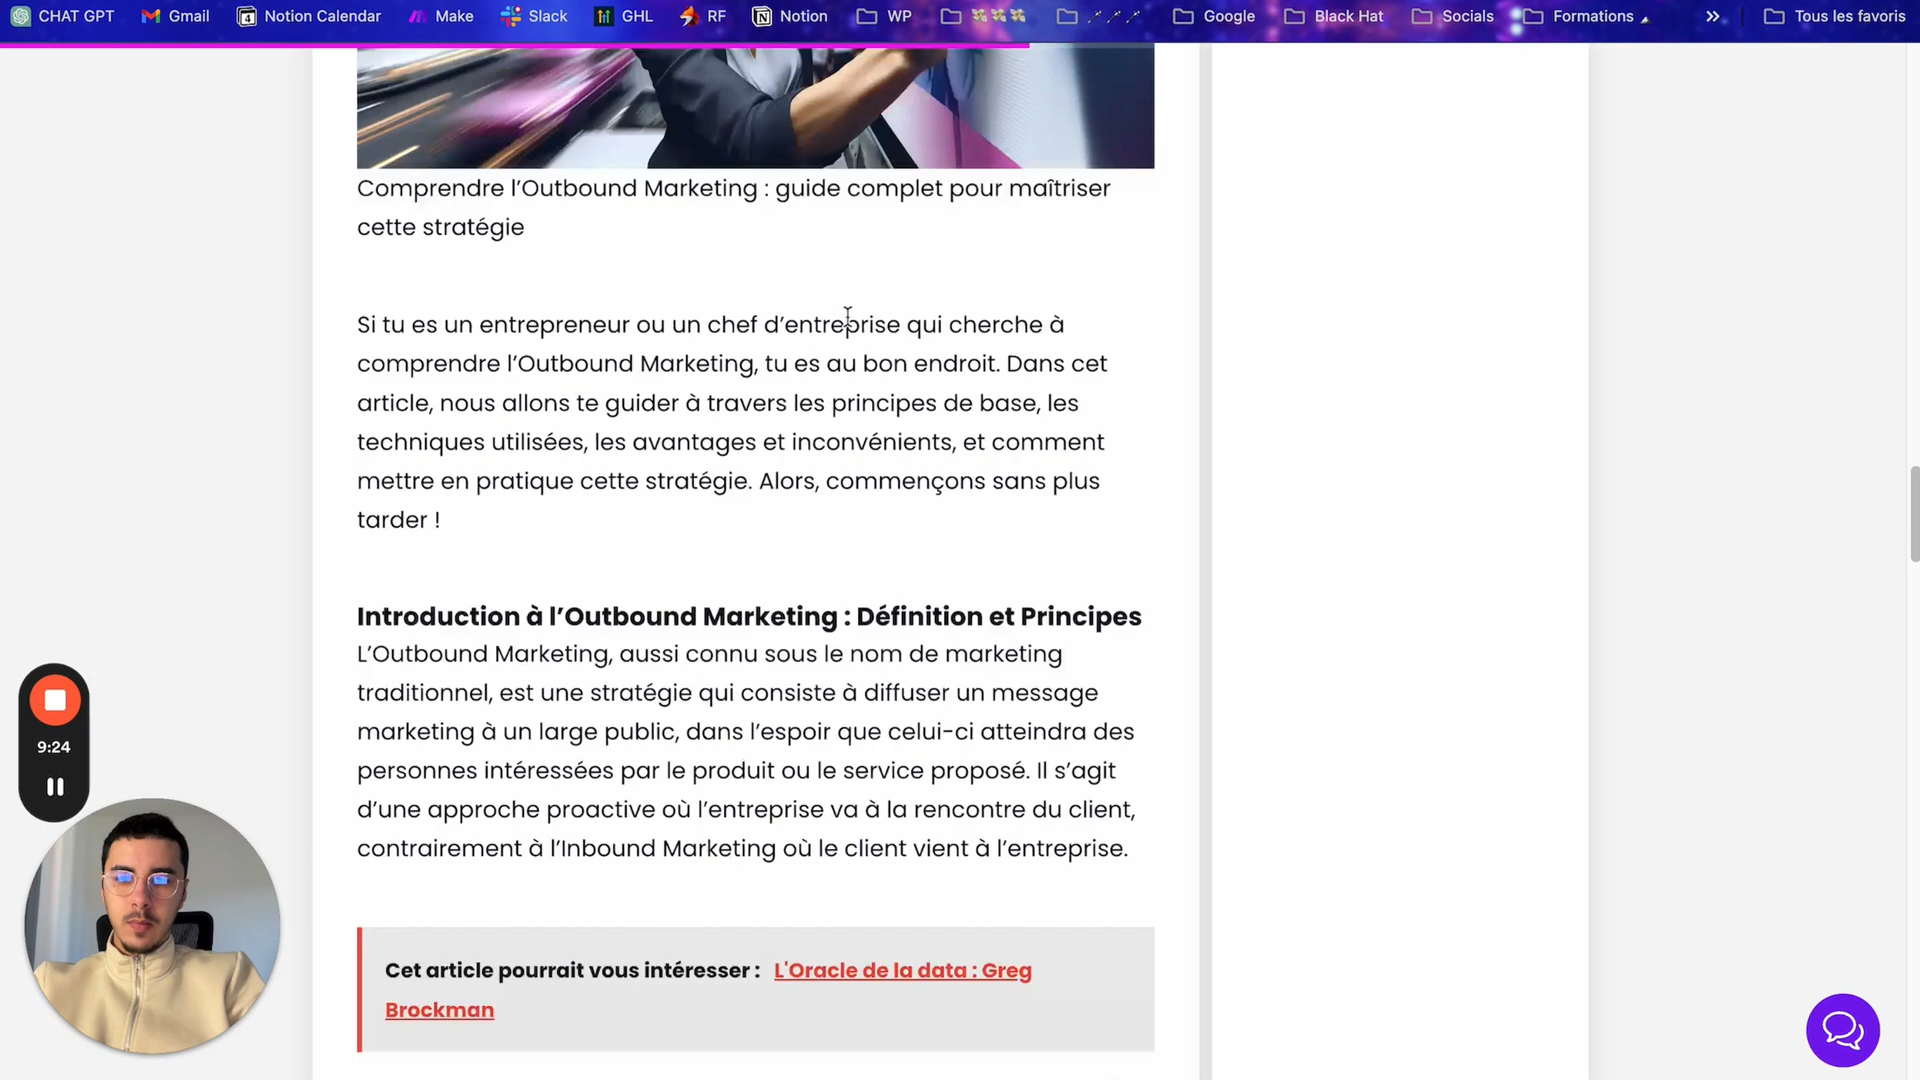 CHAT GPT Gmail 4 Notion Calendar Make Slack GHL RF Notion WP Google Black Hat Socials Formations » Tous les favoris
Comprendre l’Outbound Marketing : guide complet pour maîtriser
cette stratégie
Si tu es un entrepreneur ou un chef d’entreprise qui cherche à
comprendre l’Outbound Marketing, tu es au bon endroit. Dans cet
article, nous allons te guider à travers les principes de base, les
techniques utilisées, les avantages et inconvénients, et comment
mettre en pratique cette stratégie. Alors, commençons sans plus
tarder !
Introduction à l’Outbound Marketing : Définition et Principes
L’Outbound Marketing, aussi connu sous le nom de marketing
traditionnel, est une stratégie qui consiste à diffuser un message
marketing à un large public, dans l’espoir que celui-ci atteindra des
personnes intéressées par le produit ou le service proposé. Il s’agit
d’une approche proactive où l’entreprise va à la rencontre du client,
contrairement à l’Inbound Marketing où le client vient à l’entreprise.
9:24
Cet article pourrait vous intéresser : L'Oracle de la data : Greg
Brockman